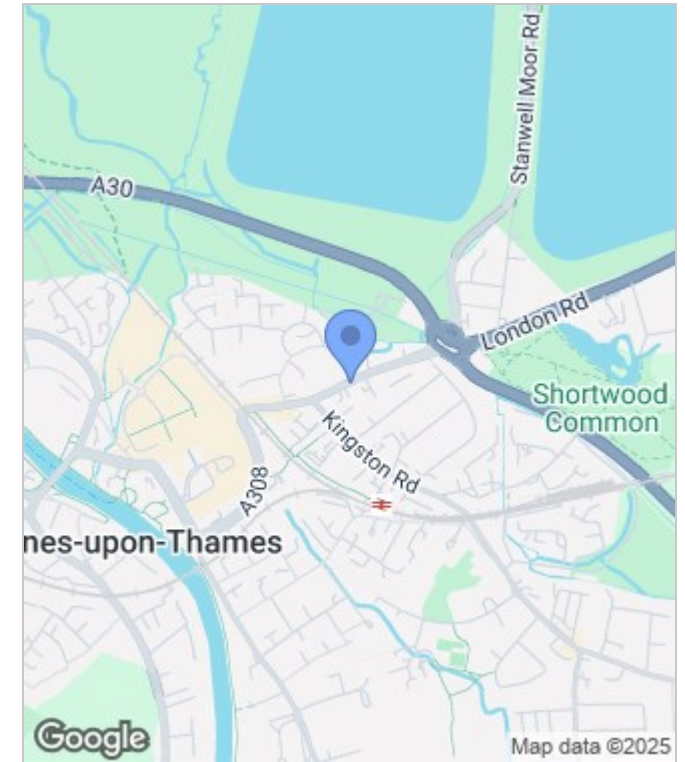 Stanwell Moor Rd
A30
London Rd
Shortwood
Common
Kingston Rd
A308
nes-upon-Thames
Google
Map data ©2025